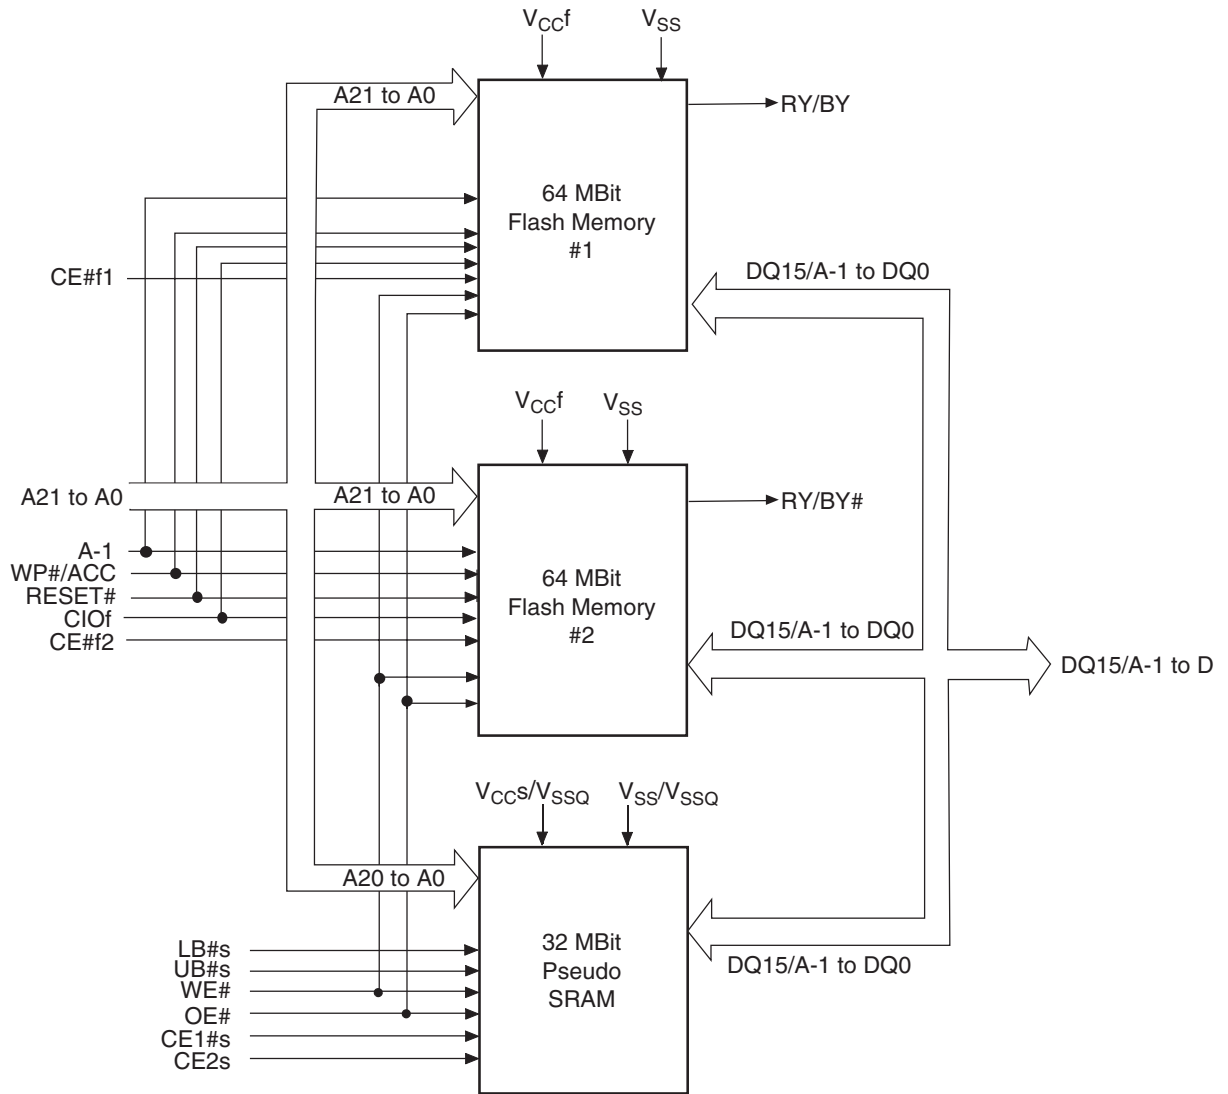 VCCf VSS
A21 to A0
RY/BY
64 MBit
Flash Memory
#1
CE#f1
DQ15/A-1 to DQ0
VCCf VSS
A21 to A0
A21 to A0
RY/BY#
A-1
WP#/ACC
RESET#
CIOf
CE#f2
64 MBit
Flash Memory
#2
DQ15/A-1 to DQ0
DQ15/A-1 to D
VCCs/VSSQ VSS/VSSQ
A20 to A0
LB#s
UB#s
WE#
OE#
CE1#s
CE2s
32 MBit
Pseudo
SRAM
DQ15/A-1 to DQ0